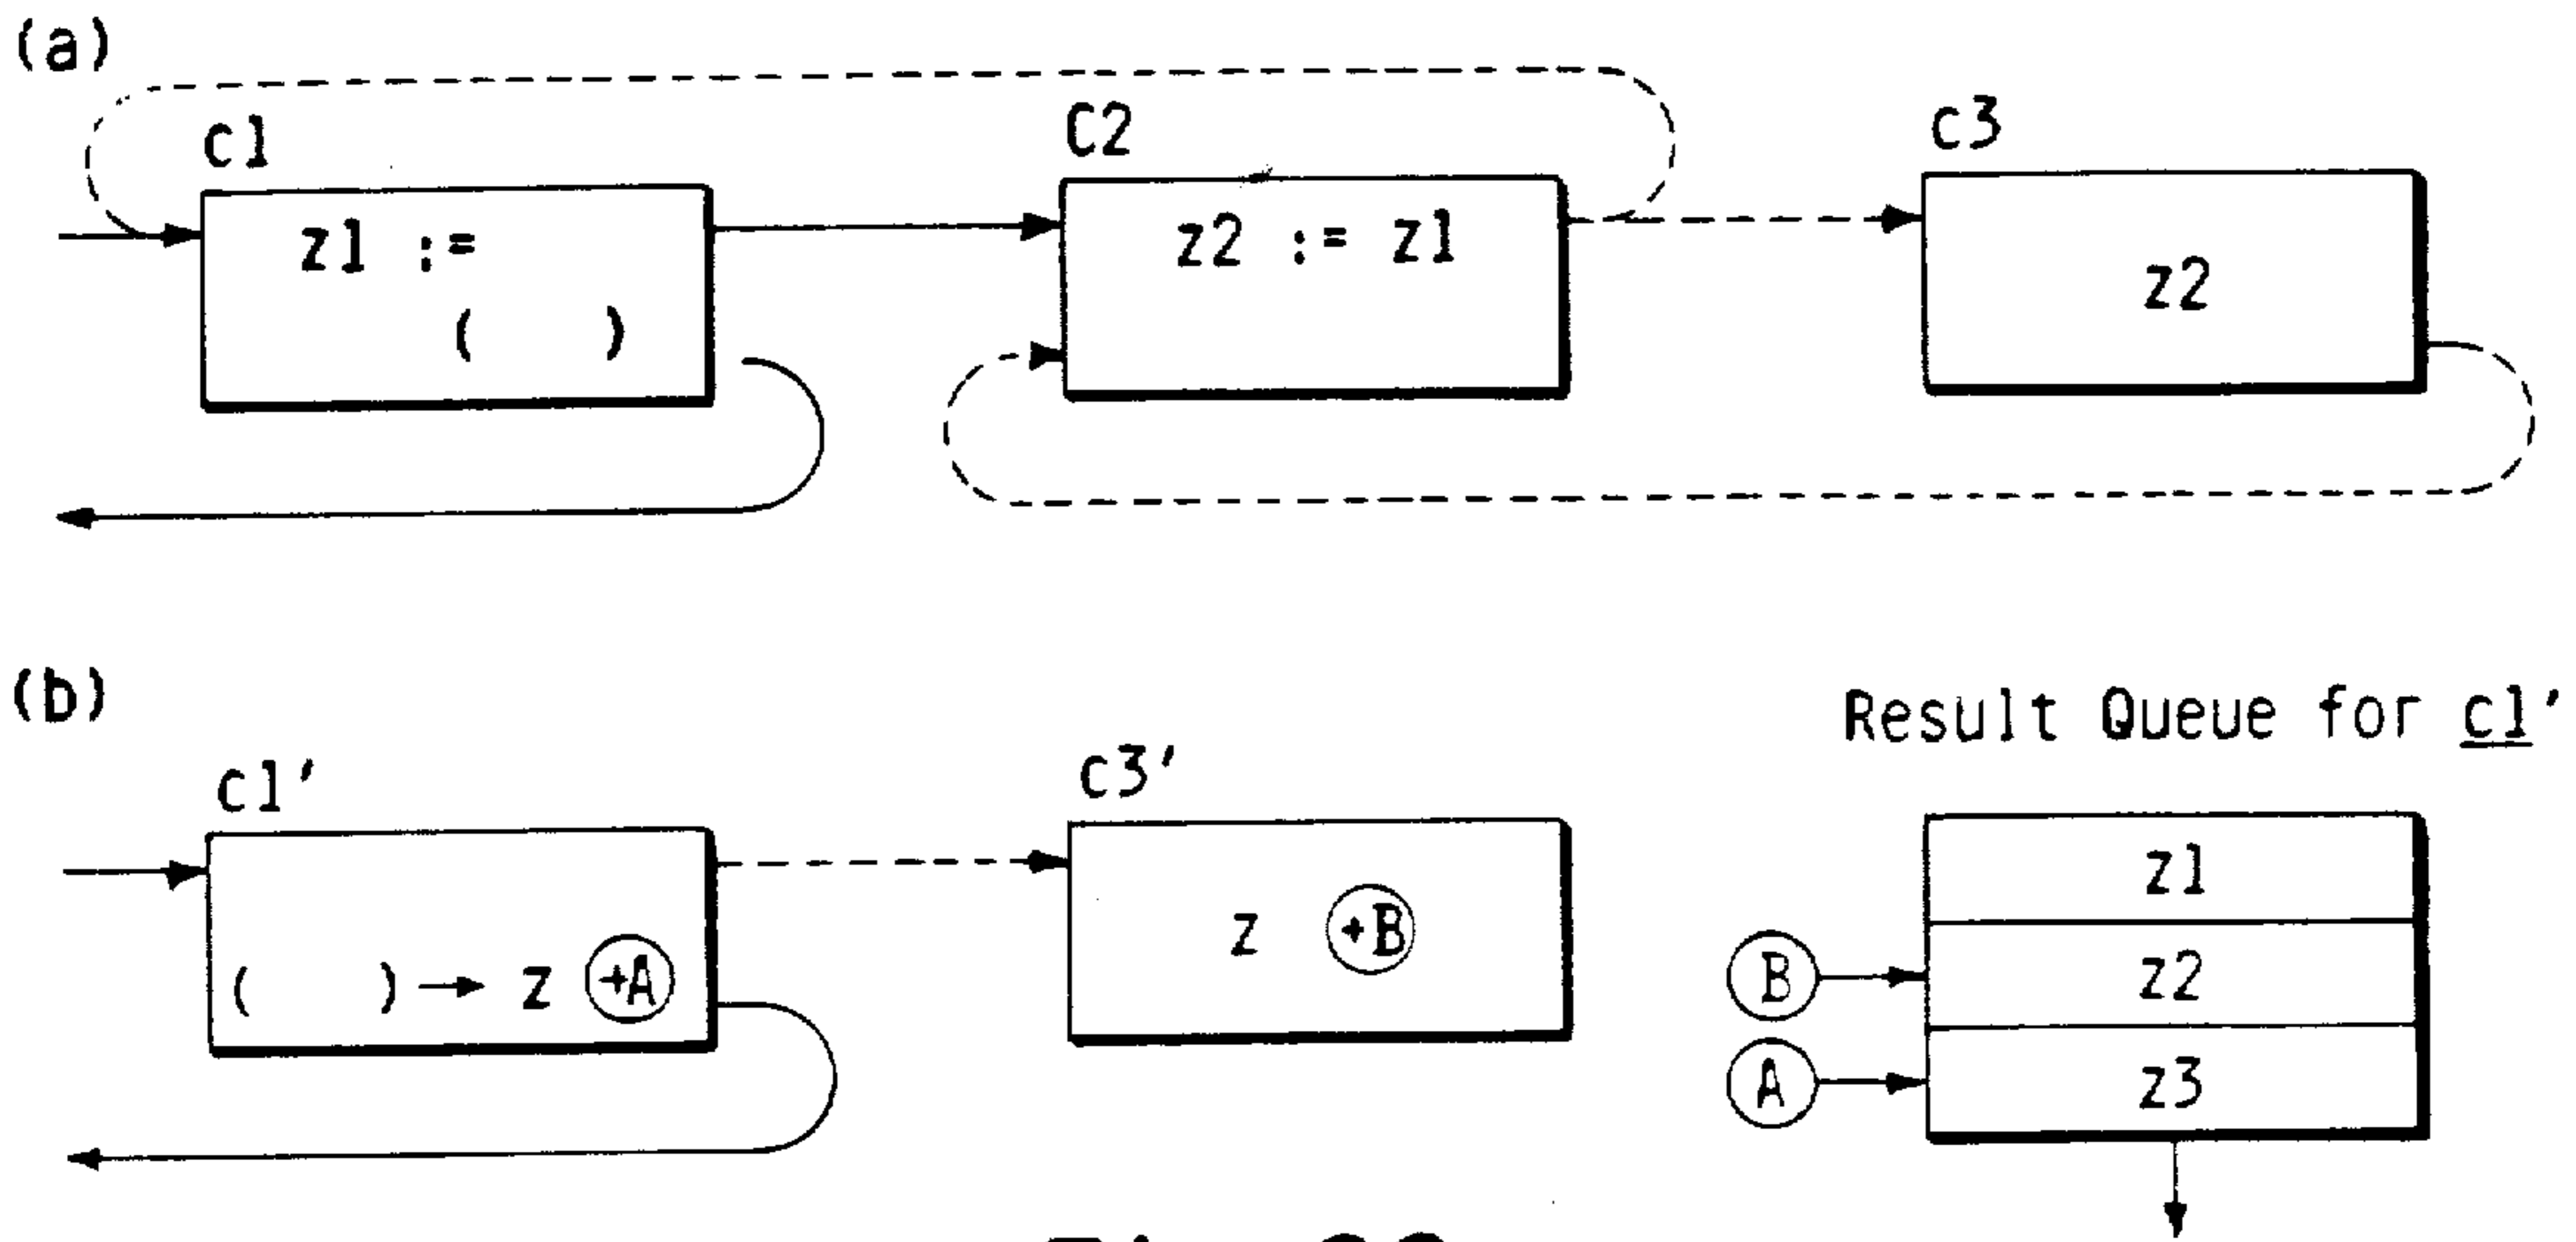 (a)
c1
C2
c3
z1 :=
( )
z2 := z1
z2
(b)
Result Queue for c1'
c1'
c3'
( ) → z +A
z +B
z1
B
z2
A
z3